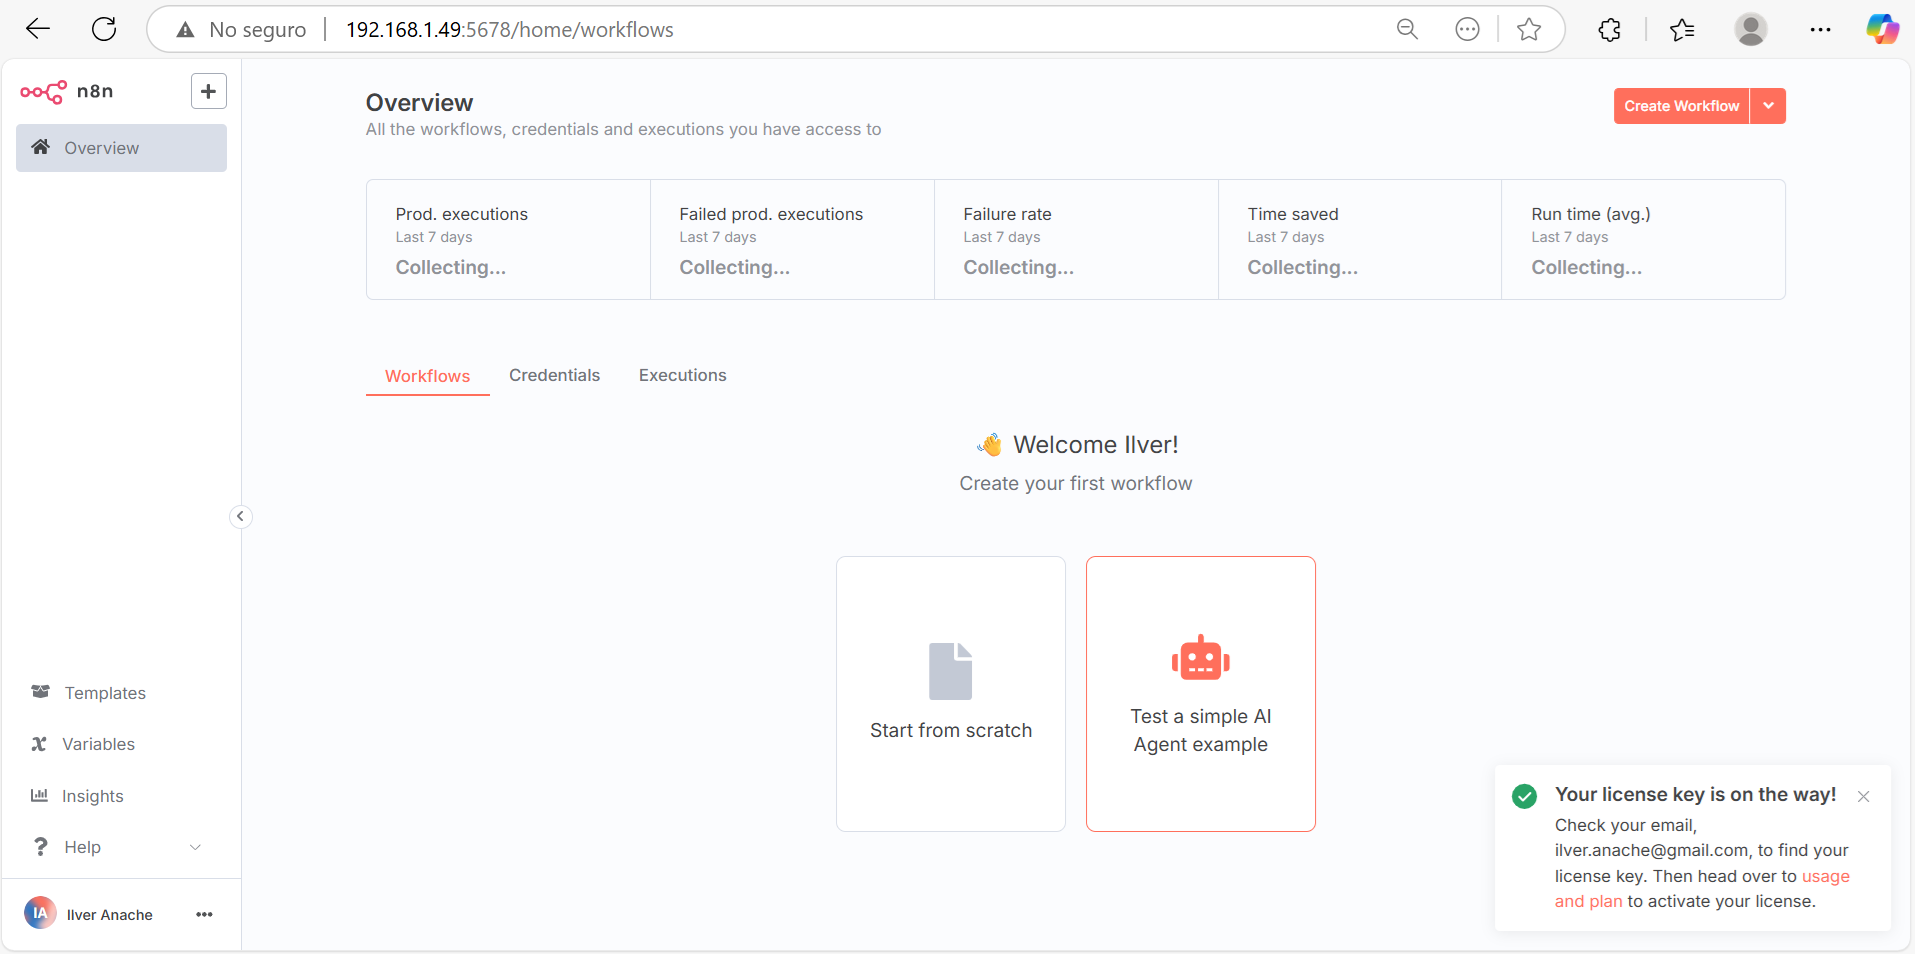 No seguro
192.168.1.49:5678/home/workflows
n8n
Overview
Templates
Variables
Insights
Help
IA
Ilver Anache
Overview
All the workflows, credentials and executions you have access to
Create Workflow
Prod. executions
Last 7 days
Collecting...
Failed prod. executions
Last 7 days
Collecting...
Failure rate
Last 7 days
Collecting...
Time saved
Last 7 days
Collecting...
Run time (avg.)
Last 7 days
Collecting...
Workflows
Credentials
Executions
👋 Welcome Ilver!
Create your first workflow
Start from scratch
Test a simple AI
Agent example
Your license key is on the way!
Check your email,
ilver.anache@gmail.com, to find your
license key. Then head over to usage
and plan to activate your license.